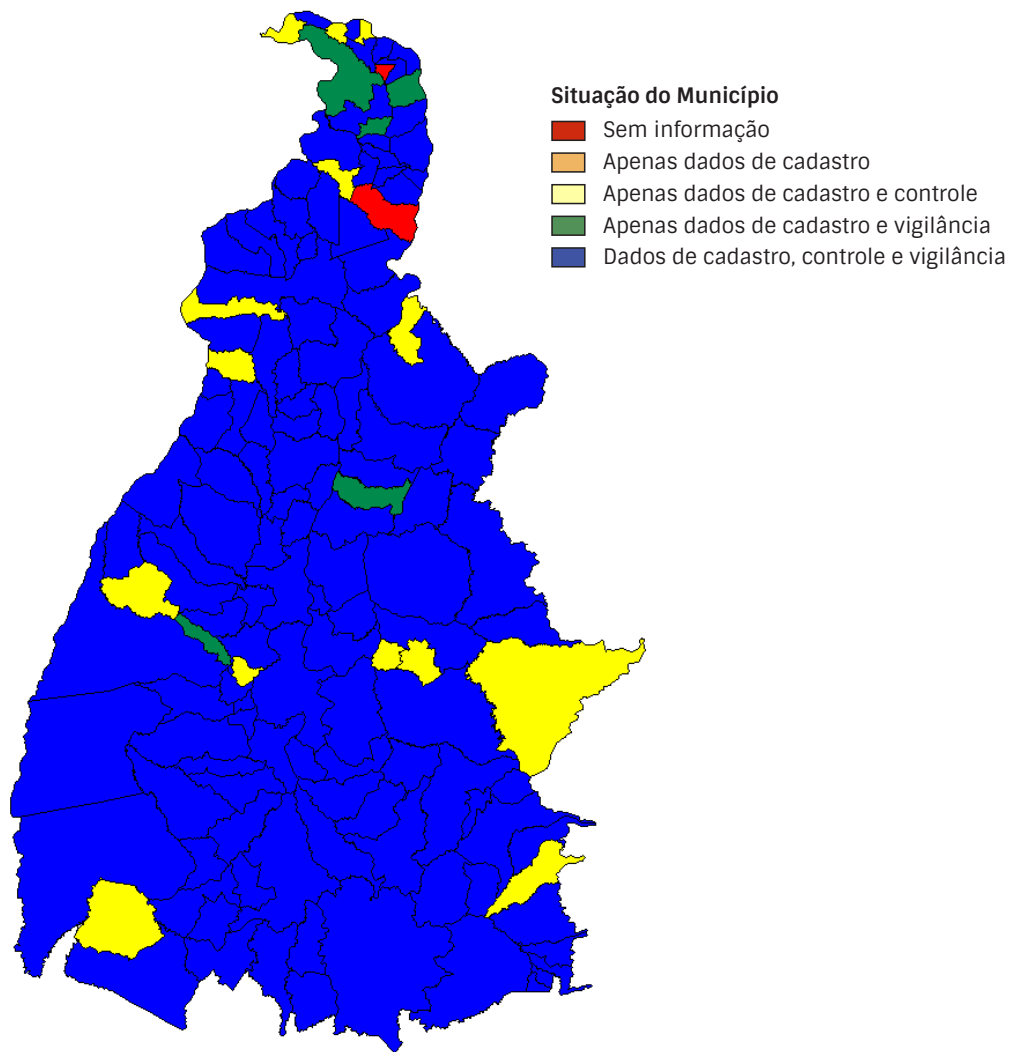 Situação do Município
Sem informação
Apenas dados de cadastro
Apenas dados de cadastro e controle
Apenas dados de cadastro e vigilância
Dados de cadastro, controle e vigilância